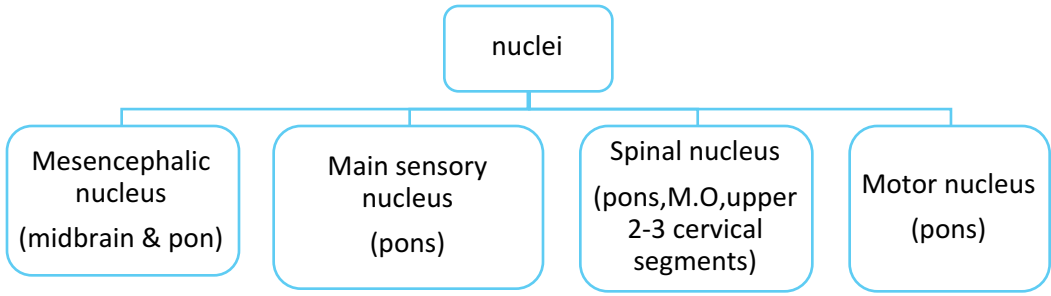 nuclei
Mesencephalic
nucleus
(midbrain & pon)
Main sensory
nucleus
(pons)
Spinal nucleus
(pons,M.O,upper
2-3 cervical
segments)
Motor nucleus
(pons)